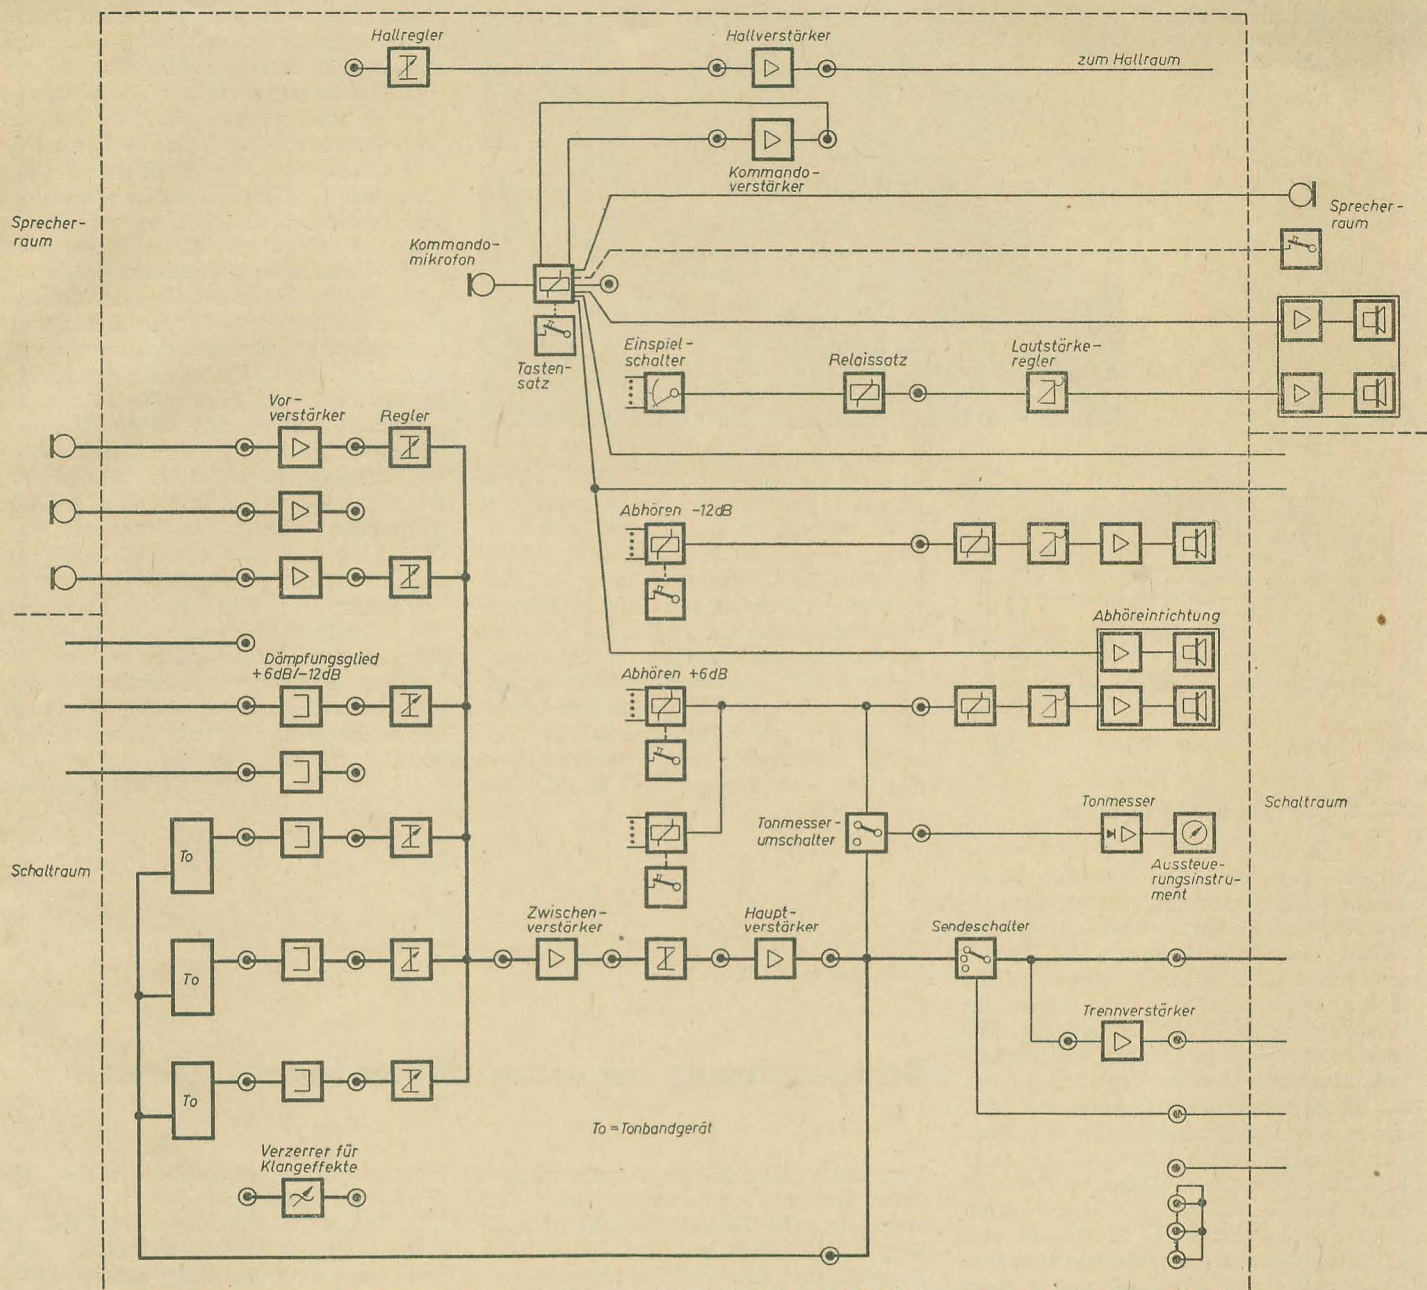 Hallregler
Hallverstärker
zum Hallraum
Kommando-
verstärker
Sprecher-
raum
Sprecher-
raum
Kommando-
mikrofon
Tasten-
satz
Einspiel-
schalter
Relaissatz
Lautstärke-
regler
Vor-
verstärker
Regler
Abhören -12dB
Abhöreinrichtung
Dämpfungsglied
+6dB/-12dB
Abhören +6dB
To
Tonmesser-
umschalter
Tonmesser
Schaltraum
Schaltraum
Aussteue-
rungsinstru-
ment
Zwischen-
verstärker
Haupt-
verstärker
Sendeschalter
To
Trennverstärker
To
To = Tonbandgerät
Verzerrer für
Klangeffekte